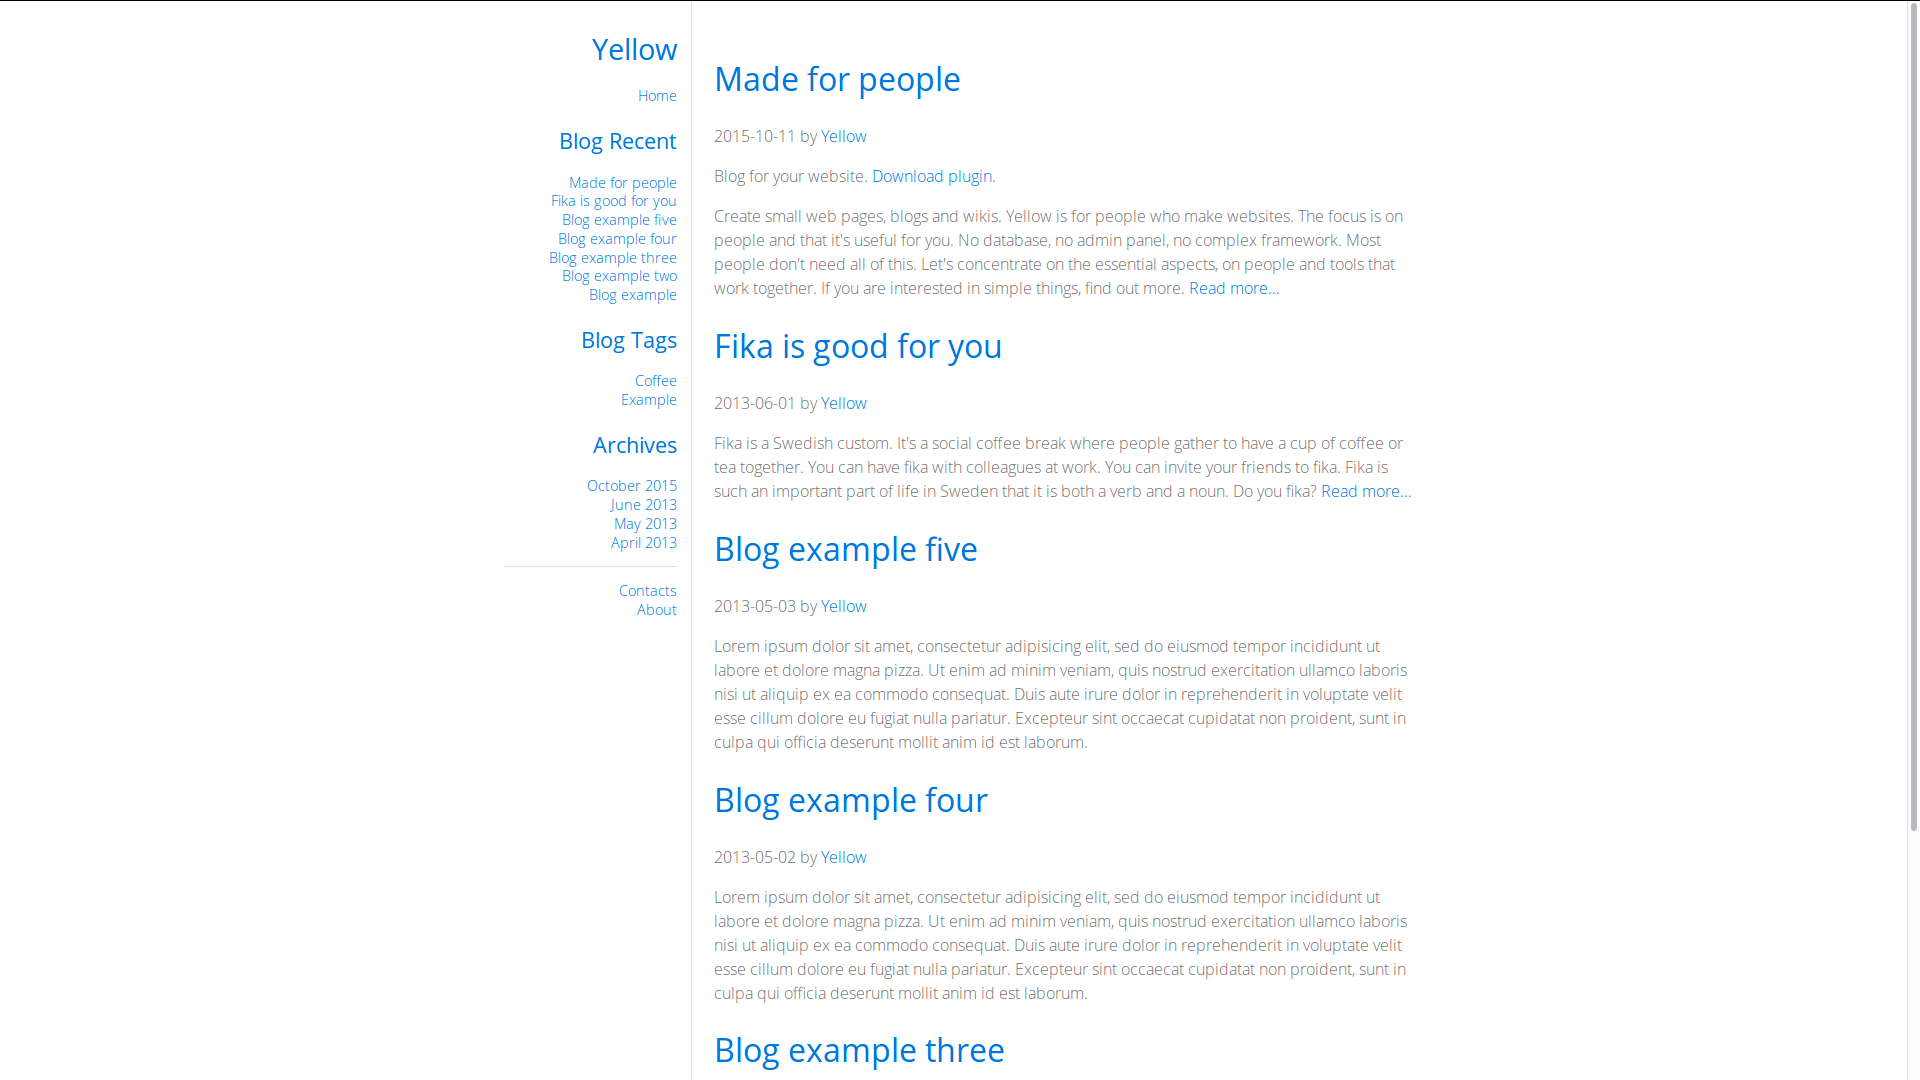 Yellow
Home
Blog Recent
Made for people
Fika is good for you
Blog example five
Blog example four
Blog example three
Blog example two
Blog example
Blog Tags
Coffee
Example
Archives
October 2015
June 2013
May 2013
April 2013
Contacts
About
Made for people
2015-10-11 by Yellow
Blog for your website. Download plugin.
Create small web pages, blogs and wikis. Yellow is for people who make websites. The focus is on
people and that it's useful for you. No database, no admin panel, no complex framework. Most
people don't need all of this. Let's concentrate on the essential aspects, on people and tools that
work together. If you are interested in simple things, find out more. Read more…
Fika is good for you
2013-06-01 by Yellow
Fika is a Swedish custom. It's a social coffee break where people gather to have a cup of coffee or
tea together. You can have fika with colleagues at work. You can invite your friends to fika. Fika is
such an important part of life in Sweden that it is both a verb and a noun. Do you fika? Read more…
Blog example five
2013-05-03 by Yellow
Lorem ipsum dolor sit amet, consectetur adipisicing elit, sed do eiusmod tempor incididunt ut
labore et dolore magna pizza. Ut enim ad minim veniam, quis nostrud exercitation ullamco laboris
nisi ut aliquip ex ea commodo consequat. Duis aute irure dolor in reprehenderit in voluptate velit
esse cillum dolore eu fugiat nulla pariatur. Excepteur sint occaecat cupidatat non proident, sunt in
culpa qui officia deserunt mollit anim id est laborum.
Blog example four
2013-05-02 by Yellow
Lorem ipsum dolor sit amet, consectetur adipisicing elit, sed do eiusmod tempor incididunt ut
labore et dolore magna pizza. Ut enim ad minim veniam, quis nostrud exercitation ullamco laboris
nisi ut aliquip ex ea commodo consequat. Duis aute irure dolor in reprehenderit in voluptate velit
esse cillum dolore eu fugiat nulla pariatur. Excepteur sint occaecat cupidatat non proident, sunt in
culpa qui officia deserunt mollit anim id est laborum.
Blog example three